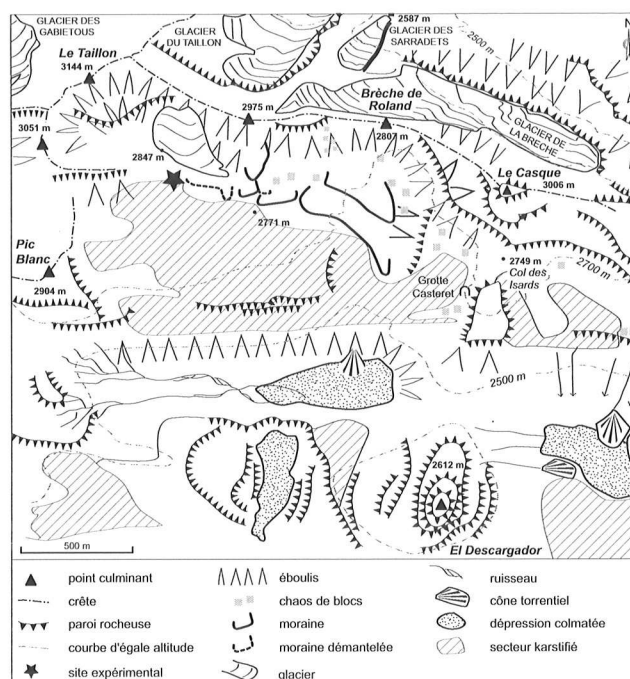 GLACIER DES
GABIETOUS
Le Taillon
3144 m
GLACIER
DU TAILLON
2587 m
GLACIER DES
SARRADETS
2500 m
N
3051 m
2975 m
Brèche de
Roland
2807 m
GLACIER DE
LA BRECHE
2847 m
Le Casque
3006 m
2771 m
Pic
Blanc
2904 m
2749 m
Col des
Isards
2700 m
Grotte
Casteret
2500 m
2612 m
500 m
El Descargador
point culminant
crête
paroi rocheuse
courbe d'égale altitude
site expérimental
éboulis
chaos de blocs
moraine
moraine démantelée
glacier
ruisseau
cône torrentiel
dépression colmatée
secteur karstifié